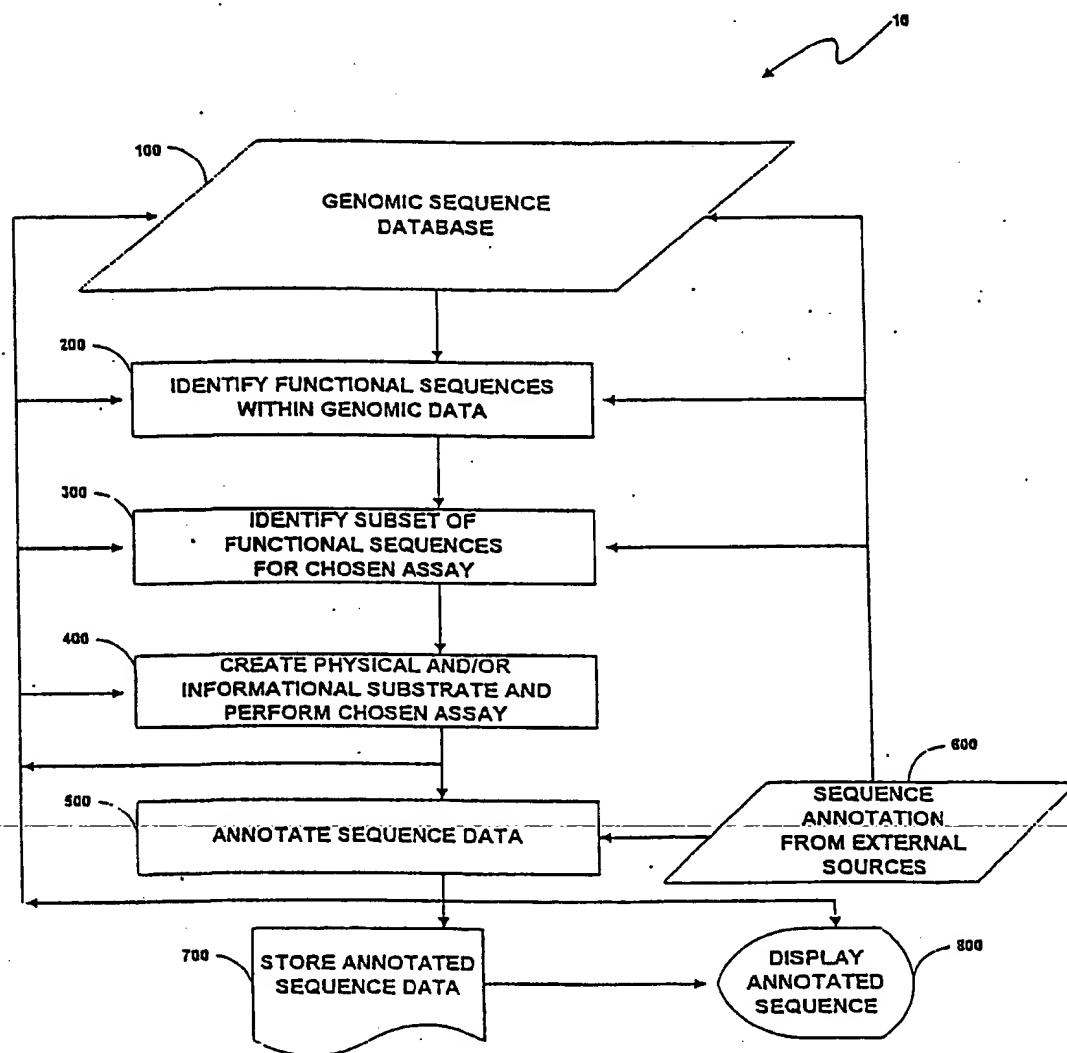 10
100
GENOMIC SEQUENCE
DATABASE
200
IDENTIFY FUNCTIONAL SEQUENCES
WITHIN GENOMIC DATA
300
IDENTIFY SUBSET OF
FUNCTIONAL SEQUENCES
FOR CHOSEN ASSAY
400
CREATE PHYSICAL AND/OR
INFORMATIONAL SUBSTRATE AND
PERFORM CHOSEN ASSAY
500
ANNOTATE SEQUENCE DATA
600
SEQUENCE
ANNOTATION
FROM EXTERNAL
SOURCES
700
STORE ANNOTATED
SEQUENCE DATA
800
DISPLAY
ANNOTATED
SEQUENCE